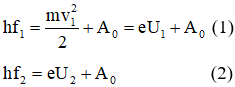 hf₁ = mv₁²/2 + A₀ = eU₁ + A₀ (1)
hf₂ = eU₂ + A₀ (2)